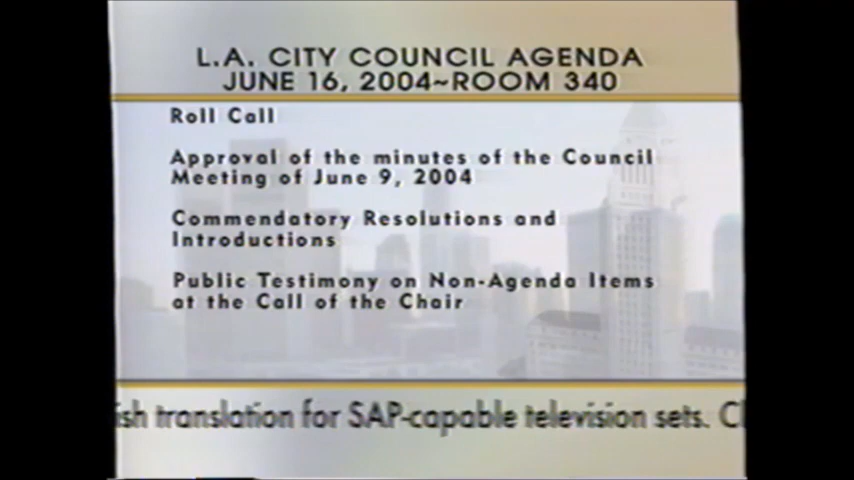 L.A. CITY COUNCIL AGENDA
JUNE 16, 2004~ROOM 340
Roll Call
Approval of the minutes of the Council
Meeting of June 9, 2004
Commendatory Resolutions and
Introductions
Public Testimony on Non-Agenda Items
at the Call of the Chair
ish translation for SAP-capable television sets. Cl